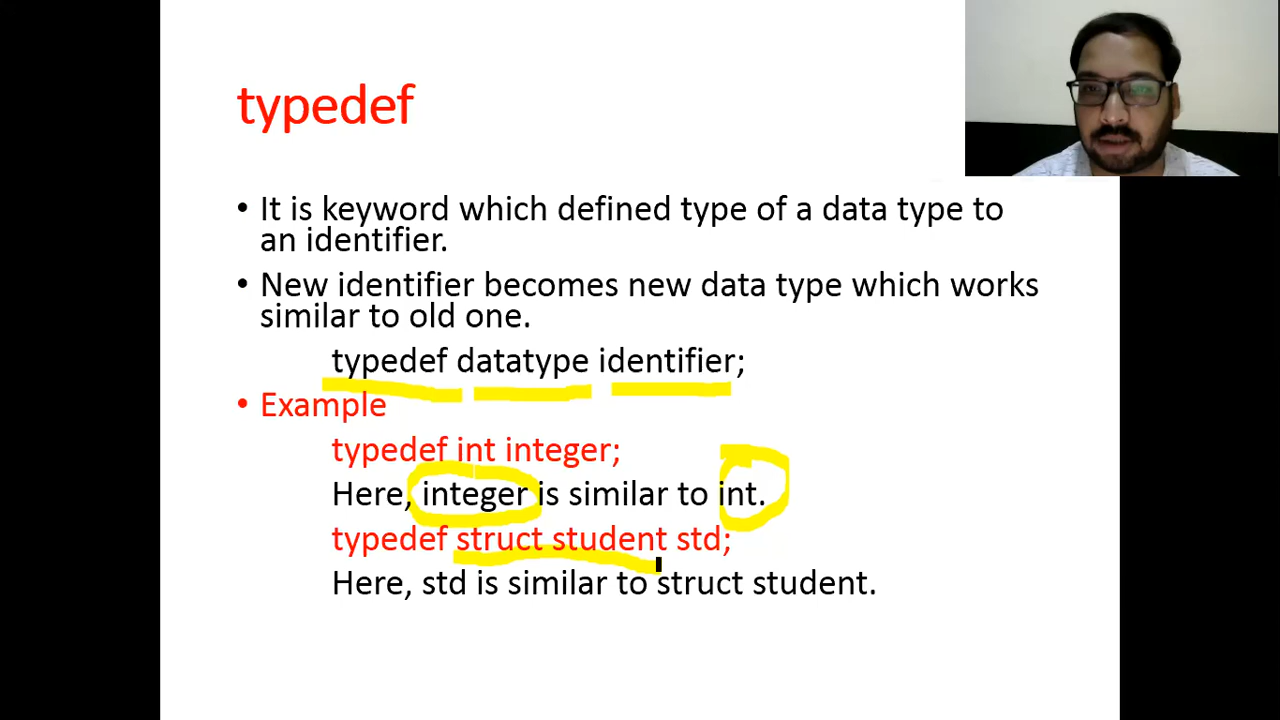 typedef
• It is keyword which defined type of a data type to
an identifier.
• New identifier becomes new data type which works
similar to old one.
typedef datatype identifier;
• Example
typedef int integer;
Here, integer is similar to int.
typedef struct student std;
Here, std is similar to struct student.